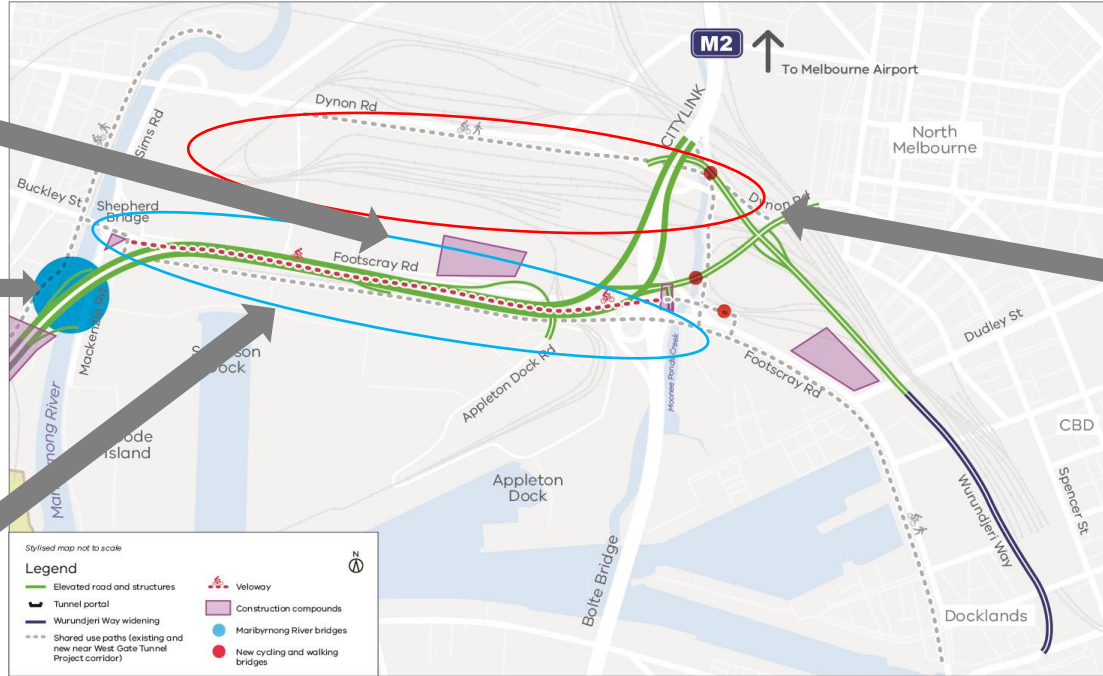 M2
To Melbourne Airport
CITYLINK
Dynon Rd
North
Melbourne
Sims Rd
Buckley St
Shepherd
Bridge
Dynon Rd
Footscray Rd
Mackenzie Rd
Dudley St
Dock
Appleton Dock Rd
Moonee Ponds Creek
Footscray Rd
CBD
Maribyrnong River
Island
Appleton
Dock
Spencer St
Wurundjeri Way
Bolte Bridge
Docklands
Stylised map not to scale
Legend
N
Elevated road and structures
Tunnel portal
Wurundjeri Way widening
Shared use paths (existing and
new near West Gate Tunnel
Project corridor)
Veloway
Construction compounds
Maribyrnong River bridges
New cycling and walking
bridges